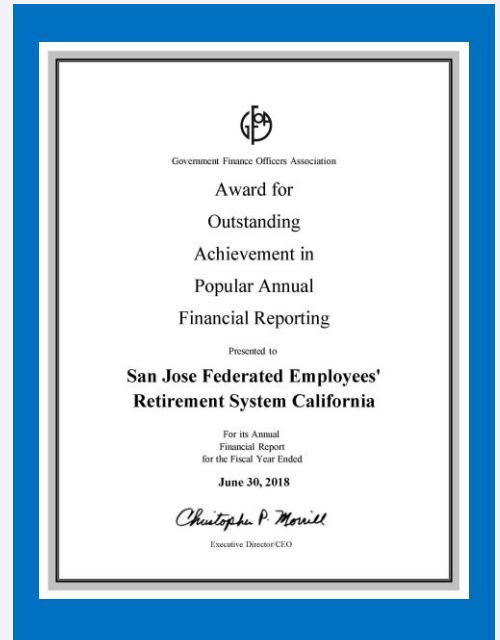 GFOA
Government Finance Officers Association
Award for
Outstanding
Achievement in
Popular Annual
Financial Reporting
Presented to
San Jose Federated Employees'
Retirement System California
For its Annual
Financial Report
for the Fiscal Year Ended
June 30, 2018
Christopher P. Morrill
Executive Director/CEO